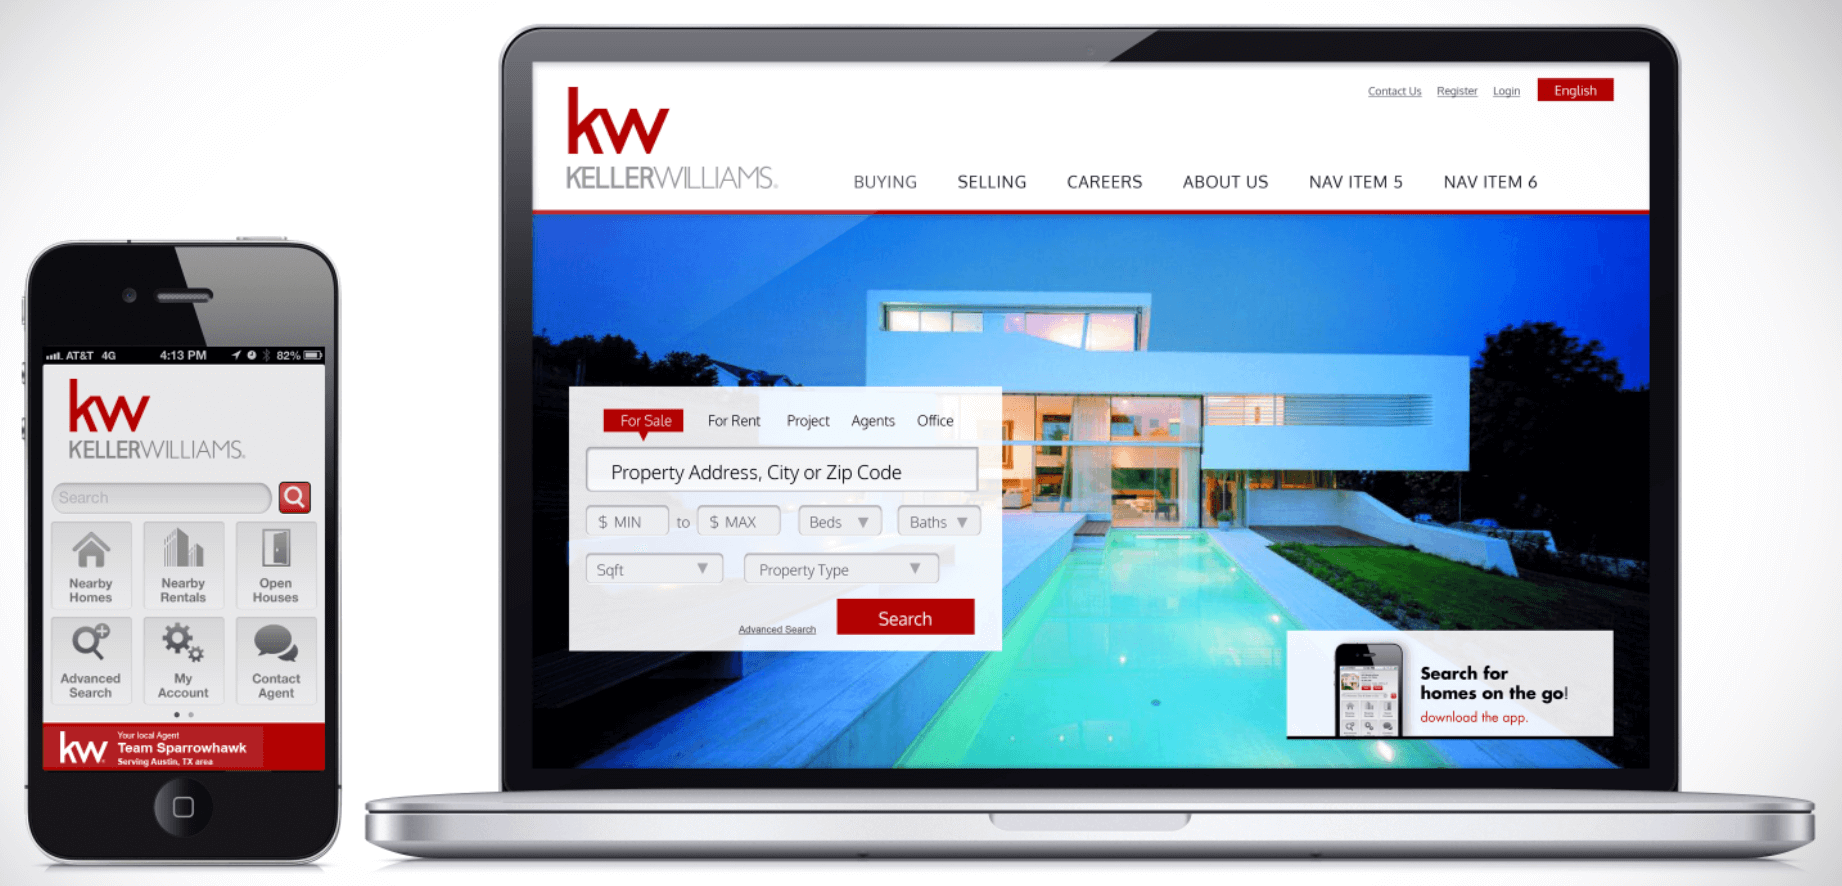 AT&T 4G 4:13 PM 82%
kw
KELLERWILLIAMS.
Search
Nearby Homes
Nearby Rentals
Open Houses
Advanced Search
My Account
Contact Agent
kw
Your local Agent
Team Sparrowhawk
Serving Austin, TX area
Contact Us Register Login English
kw
KELLERWILLIAMS.
BUYING SELLING CAREERS ABOUT US NAV ITEM 5 NAV ITEM 6
For Sale For Rent Project Agents Office
Property Address, City or Zip Code
$ MIN to $ MAX Beds Baths
Sqft Property Type
Advanced Search Search
Search for
homes on the go!
download the app.